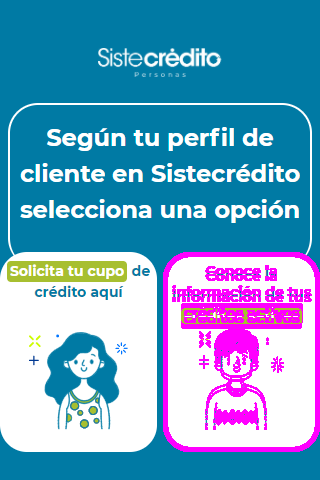 Sistecrédito
Personas
Según tu perfil de
cliente en Sistecrédito
selecciona una opción
Solicita tu cupo de
crédito aquí
Conoce la
información de tus